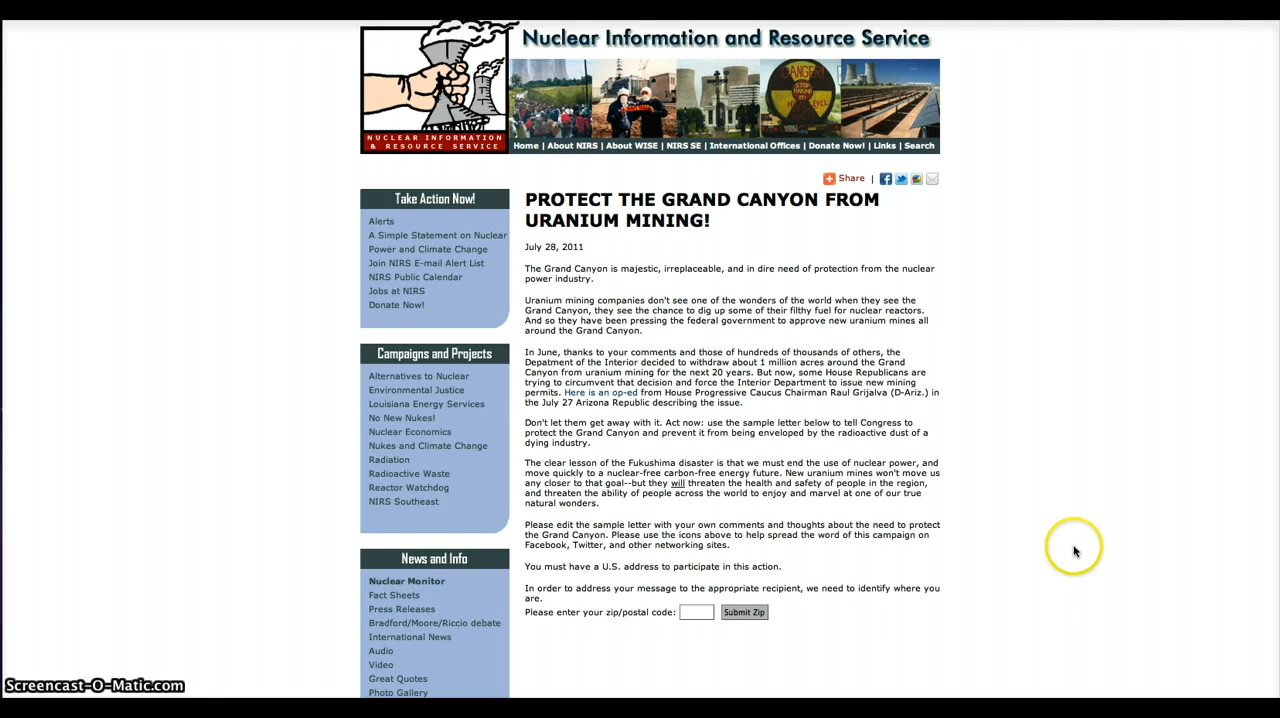 Nuclear Information and Resource Service
DANGER
STOP
NUCLEAR INFORMATION
& RESOURCE SERVICE
Home | About NIRS | About WISE | NIRS SE | International Offices | Donate Now! | Links | Search
Share |
Take Action Now!
Alerts
A Simple Statement on Nuclear
Power and Climate Change
Join NIRS E-mail Alert List
NIRS Public Calendar
Jobs at NIRS
Donate Now!
Campaigns and Projects
Alternatives to Nuclear
Environmental Justice
Louisiana Energy Services
No New Nukes!
Nuclear Economics
Nukes and Climate Change
Radiation
Radioactive Waste
Reactor Watchdog
NIRS Southeast
News and Info
Nuclear Monitor
Fact Sheets
Press Releases
Bradford/Moore/Riccio debate
International News
Audio
Video
Great Quotes
Photo Gallery
PROTECT THE GRAND CANYON FROM
URANIUM MINING!
July 28, 2011
The Grand Canyon is majestic, irreplaceable, and in dire need of protection from the nuclear
power industry.
Uranium mining companies don't see one of the wonders of the world when they see the
Grand Canyon, they see the chance to dig up some of their filthy fuel for nuclear reactors.
And so they have been pressing the federal government to approve new uranium mines all
around the Grand Canyon.
In June, thanks to your comments and those of hundreds of thousands of others, the
Depatment of the Interior decided to withdraw about 1 million acres around the Grand
Canyon from uranium mining for the next 20 years. But now, some House Republicans are
trying to circumvent that decision and force the Interior Department to issue new mining
permits. Here is an op-ed from House Progressive Caucus Chairman Raul Grijalva (D-Ariz.) in
the July 27 Arizona Republic describing the issue.
Don't let them get away with it. Act now: use the sample letter below to tell Congress to
protect the Grand Canyon and prevent it from being enveloped by the radioactive dust of a
dying industry.
The clear lesson of the Fukushima disaster is that we must end the use of nuclear power, and
move quickly to a nuclear-free carbon-free energy future. New uranium mines won't move us
any closer to that goal--but they will threaten the health and safety of people in the region,
and threaten the ability of people across the world to enjoy and marvel at one of our true
natural wonders.
Please edit the sample letter with your own comments and thoughts about the need to protect
the Grand Canyon. Please use the icons above to help spread the word of this campaign on
Facebook, Twitter, and other networking sites.
You must have a U.S. address to participate in this action.
In order to address your message to the appropriate recipient, we need to identify where you
are.
Please enter your zip/postal code: Submit Zip
Screencast-O-Matic.com